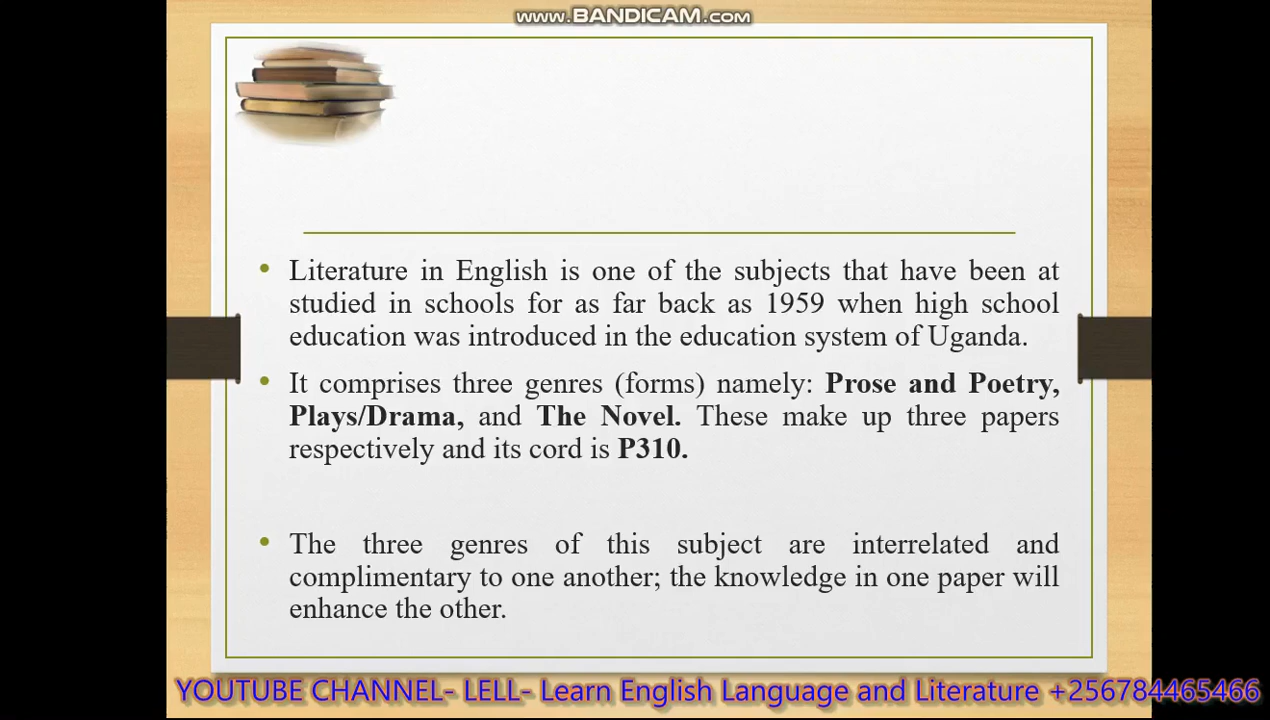 www.BANDICAM.com
• Literature in English is one of the subjects that have been at
studied in schools for as far back as 1959 when high school
education was introduced in the education system of Uganda.
• It comprises three genres (forms) namely: Prose and Poetry,
Plays/Drama, and The Novel. These make up three papers
respectively and its cord is P310.
• The three genres of this subject are interrelated and
complimentary to one another; the knowledge in one paper will
enhance the other.
YOUTUBE CHANNEL- LELL- Learn English Language and Literature +256784465466